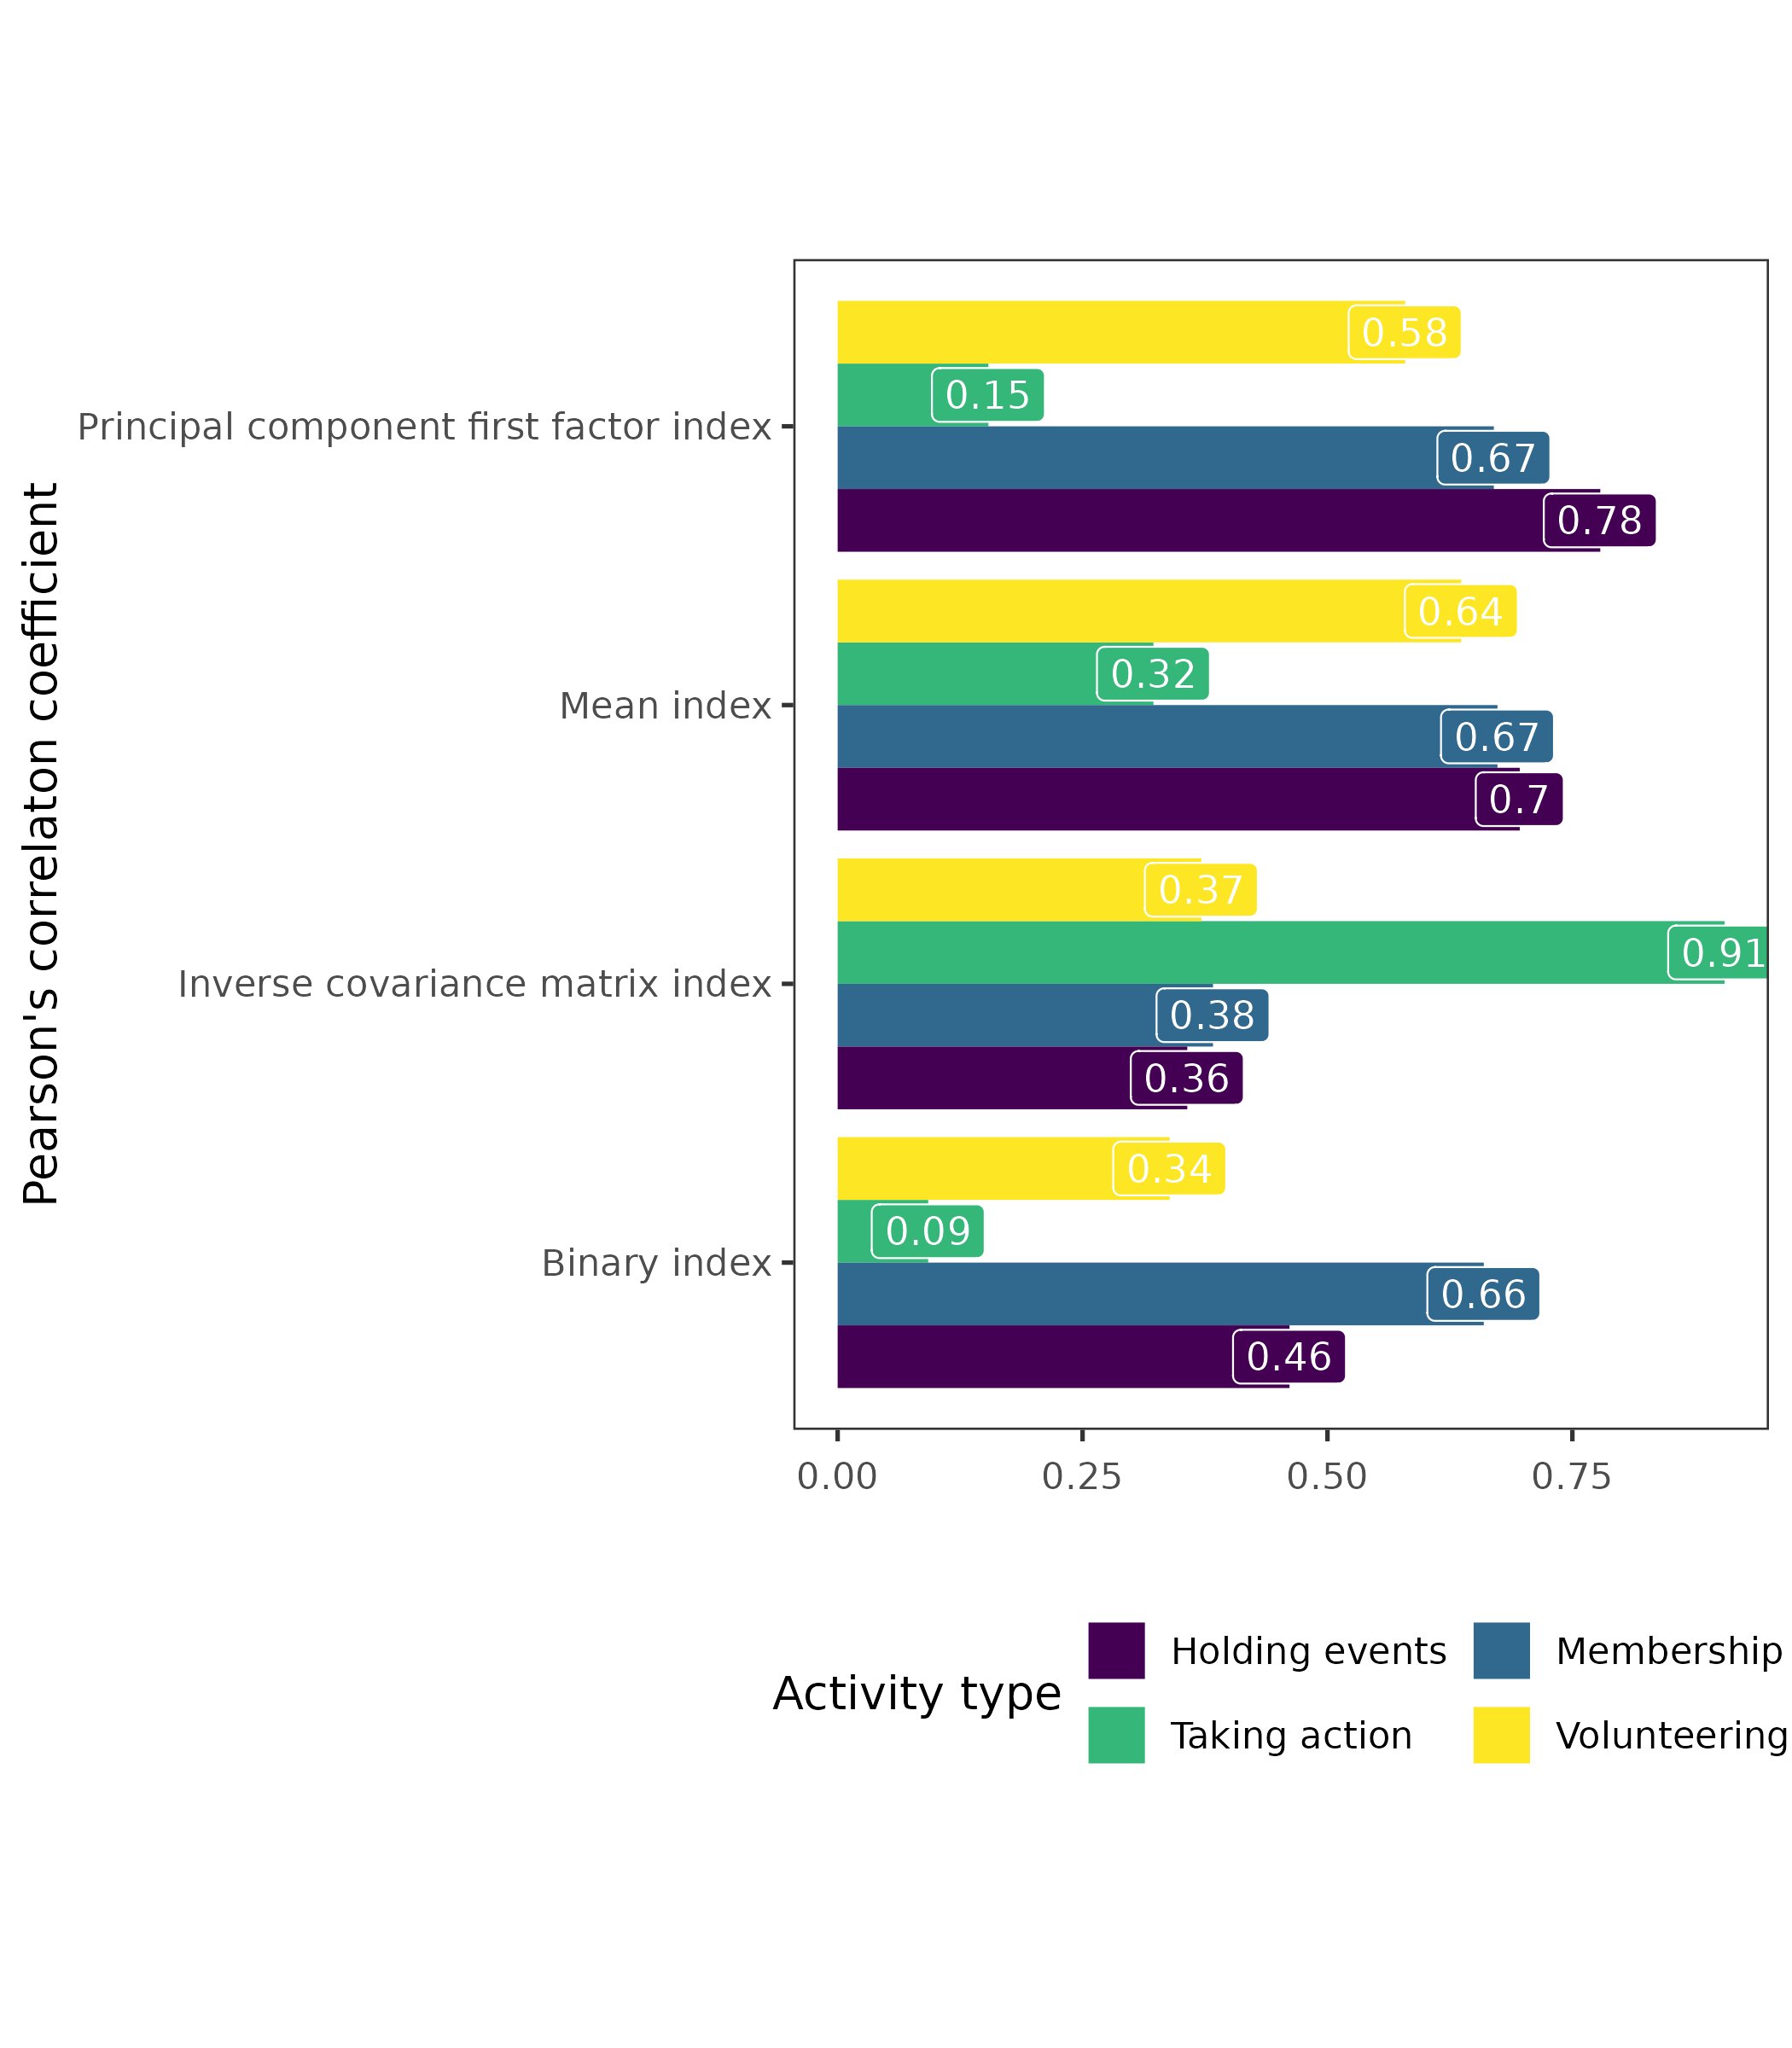 Pearson's correlaton coefficient
Principal component first factor index
0.58
0.15
0.67
0.78
Mean index
0.64
0.32
0.67
0.7
Inverse covariance matrix index
0.37
0.91
0.38
0.36
Binary index
0.34
0.09
0.66
0.46
0.00 0.25 0.50 0.75
Activity type
Holding events Membership
Taking action Volunteering